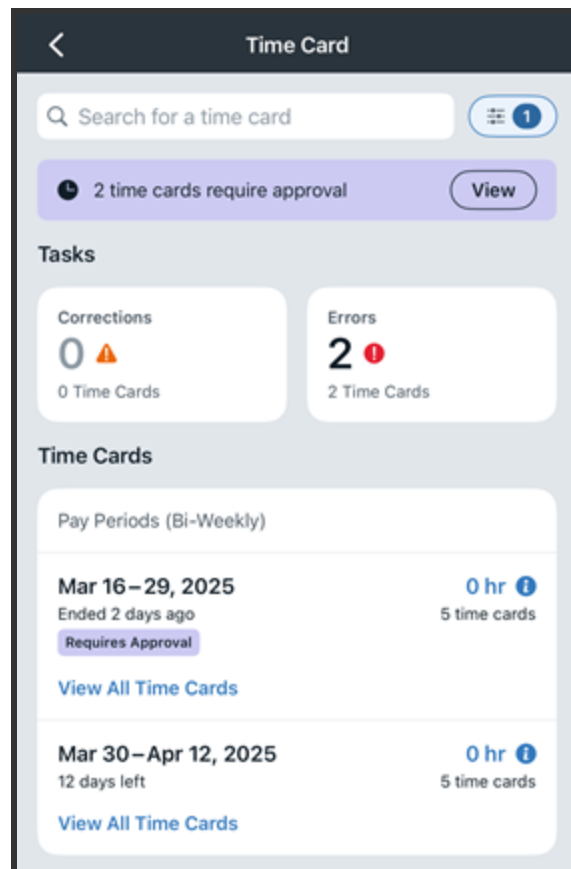 Time Card
Search for a time card
1
2 time cards require approval
View
Tasks
Corrections
0
0 Time Cards
Errors
2
2 Time Cards
Time Cards
Pay Periods (Bi-Weekly)
Mar 16–29, 2025
0 hr
Ended 2 days ago
5 time cards
Requires Approval
View All Time Cards
Mar 30–Apr 12, 2025
0 hr
12 days left
5 time cards
View All Time Cards